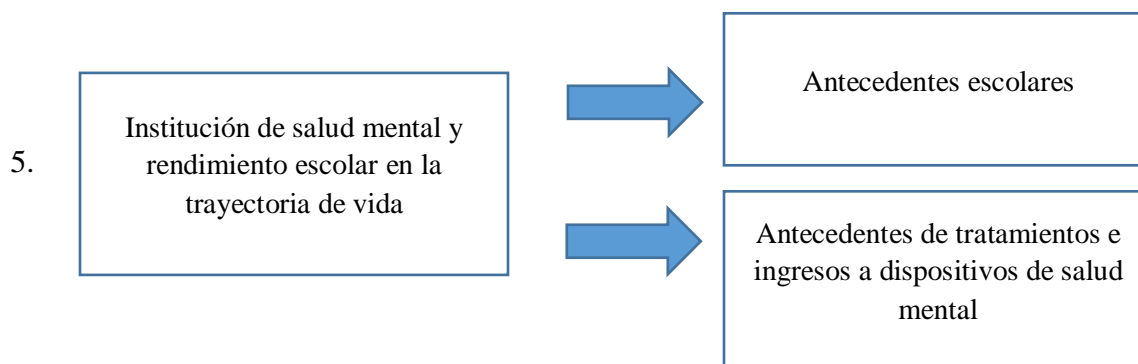 5.
Institución de salud mental y
rendimiento escolar en la
trayectoria de vida
Antecedentes escolares
Antecedentes de tratamientos e
ingresos a dispositivos de salud
mental